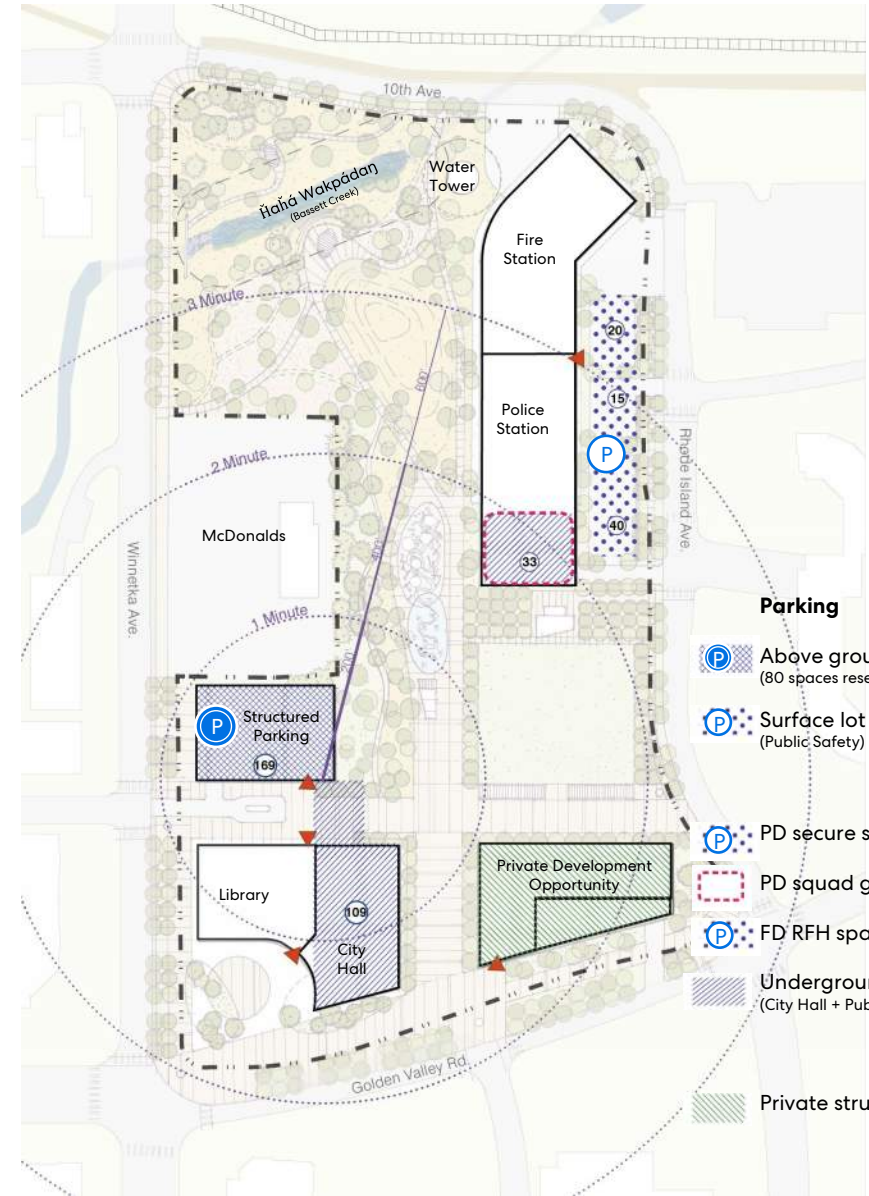 10th Ave.
Water
Tower
Ȟaȟá Wakpádaŋ
(Bassett Creek)
Fire
Station
3 Minute
20
600'
15
Police
Station
P
Rhode Island Ave.
2 Minute
40
McDonalds
400'
33
Winnetka Ave.
1 Minute
200'
Parking
P
Above grou
(80 spaces rese
P
Structured
Parking
169
P
Surface lot
(Public Safety)
P
PD secure s
Private Development
Opportunity
PD squad g
Library
109
City
Hall
P
FD RFH spa
Undergroun
(City Hall + Pub
Golden Valley Rd.
Private stru